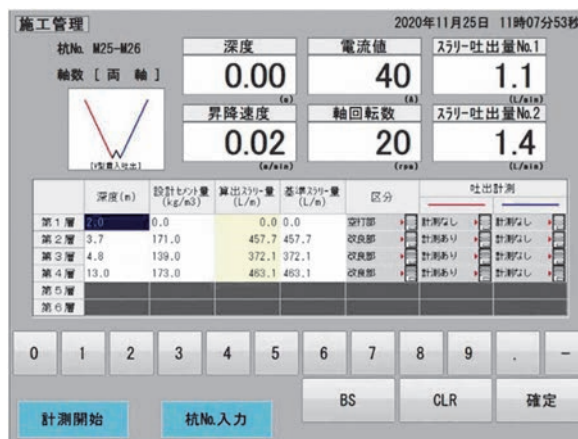 施工管理
2020年11月25日 11時07分53秒
杭No. M25-M26
軸数 [ 両 軸 ]
深度
0.00
(m)
電流値
40
(A)
スラリー吐出量No.1
1.1
(L/min)
昇降速度
0.02
(m/min)
軸回転数
20
(rpm)
スラリー吐出量No.2
1.4
(L/min)
[V型貫入吐出]
深度(m) 設計セメント量(kg/m3) 算出スラリー量(L/m) 基準スラリー量(L/m) 区分 吐出計測
第1層 2.0 0.0 0.0 0.0 空打部 計測なし 計測なし
第2層 3.7 171.0 457.7 457.7 改良部 計測あり 計測なし
第3層 4.8 139.0 372.1 372.1 改良部 計測あり 計測なし
第4層 13.0 173.0 463.1 463.1 改良部 計測あり 計測なし
第5層
第6層
0 1 2 3 4 5 6 7 8 9 . -
BS CLR 確定
計測開始 杭No.入力